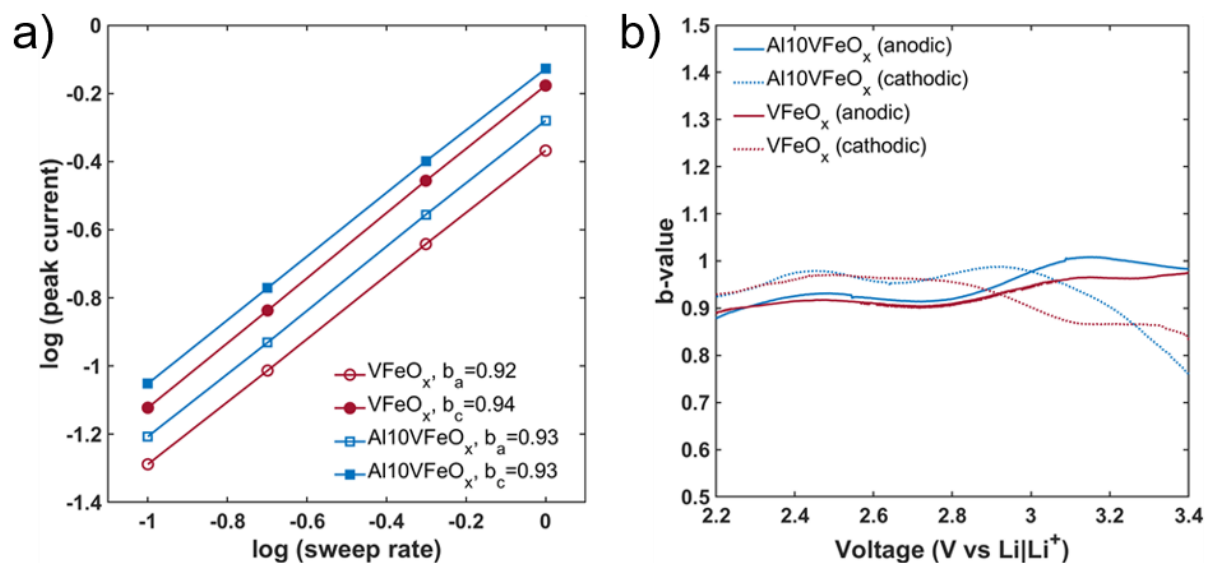 a)
0
-0.2
-0.4
-0.6
-0.8
-1
-1.2
-1.4
log (peak current)
VFeOx, ba=0.92
VFeOx, bc=0.94
Al10VFeOx, ba=0.93
Al10VFeOx, bc=0.93
-1 -0.8 -0.6 -0.4 -0.2 0
log (sweep rate)
b)
1.5
1.4
1.3
1.2
1.1
1
0.9
0.8
0.7
0.6
0.5
b-value
Al10VFeOx (anodic)
Al10VFeOx (cathodic)
VFeOx (anodic)
VFeOx (cathodic)
2.2 2.4 2.6 2.8 3 3.2 3.4
Voltage (V vs Li|Li+)